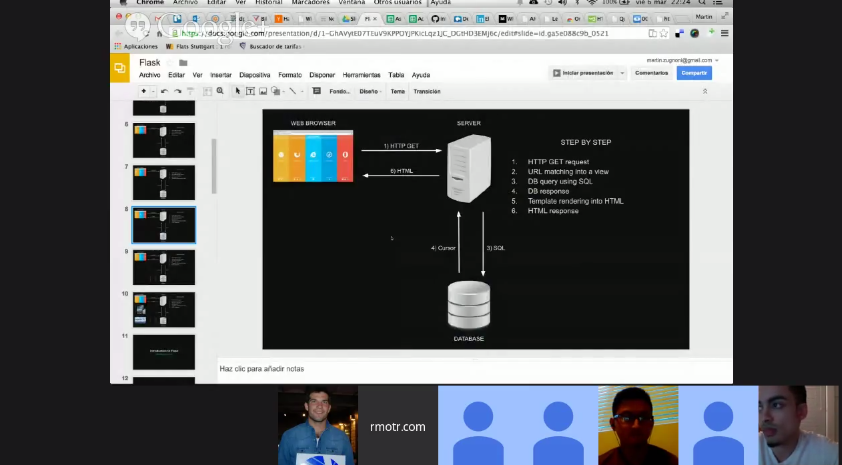 Chrome Archivo Editar Ver Historial Marcadores Ventana Otros usuarios Ayuda
100% vie 6 mar 22:24
Martin
https://docs.google.com/presentation/d/1-GhAVyED7TEuV9KPPDYJPKicLqz1JC_DGtHD3EMJ6c/edit#slide=id.ga5e088c9b_0521
Aplicaciones Flats Stuttgart Buscador de tarifas
Flask
martin.zugnoni@gmail.com
Archivo Editar Ver Insertar Diapositiva Formato Disponer Herramientas Tabla Ayuda
Iniciar presentación Comentarios Compartir
Fondo... Diseño Tema Transición
WEB BROWSER
SERVER
1) HTTP GET
6) HTML
STEP BY STEP
1. HTTP GET request
2. URL matching into a view
3. DB query using SQL
4. DB response
5. Template rendering into HTML
6. HTML response
4) Cursor
3) SQL
DATABASE
6
7
8
9
10
11
12
Haz clic para añadir notas
rmotr.com